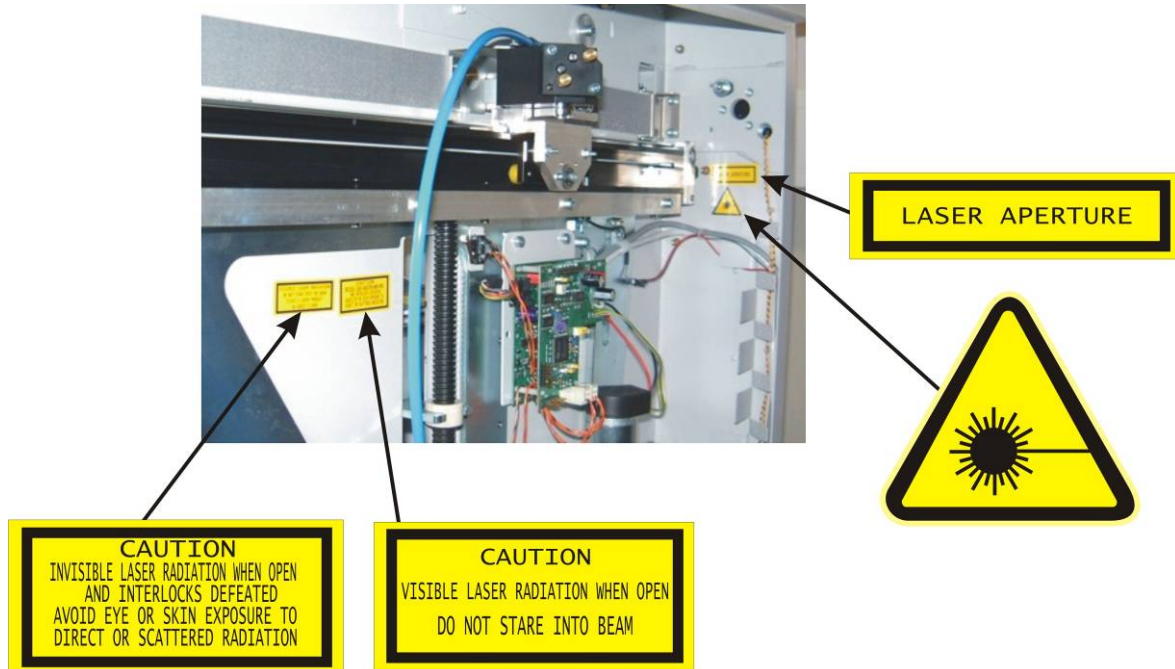 LASER APERTURE
CAUTION
INVISIBLE LASER RADIATION WHEN OPEN
AND INTERLOCKS DEFEATED
AVOID EYE OR SKIN EXPOSURE TO
DIRECT OR SCATTERED RADIATION
CAUTION
VISIBLE LASER RADIATION WHEN OPEN
DO NOT STARE INTO BEAM